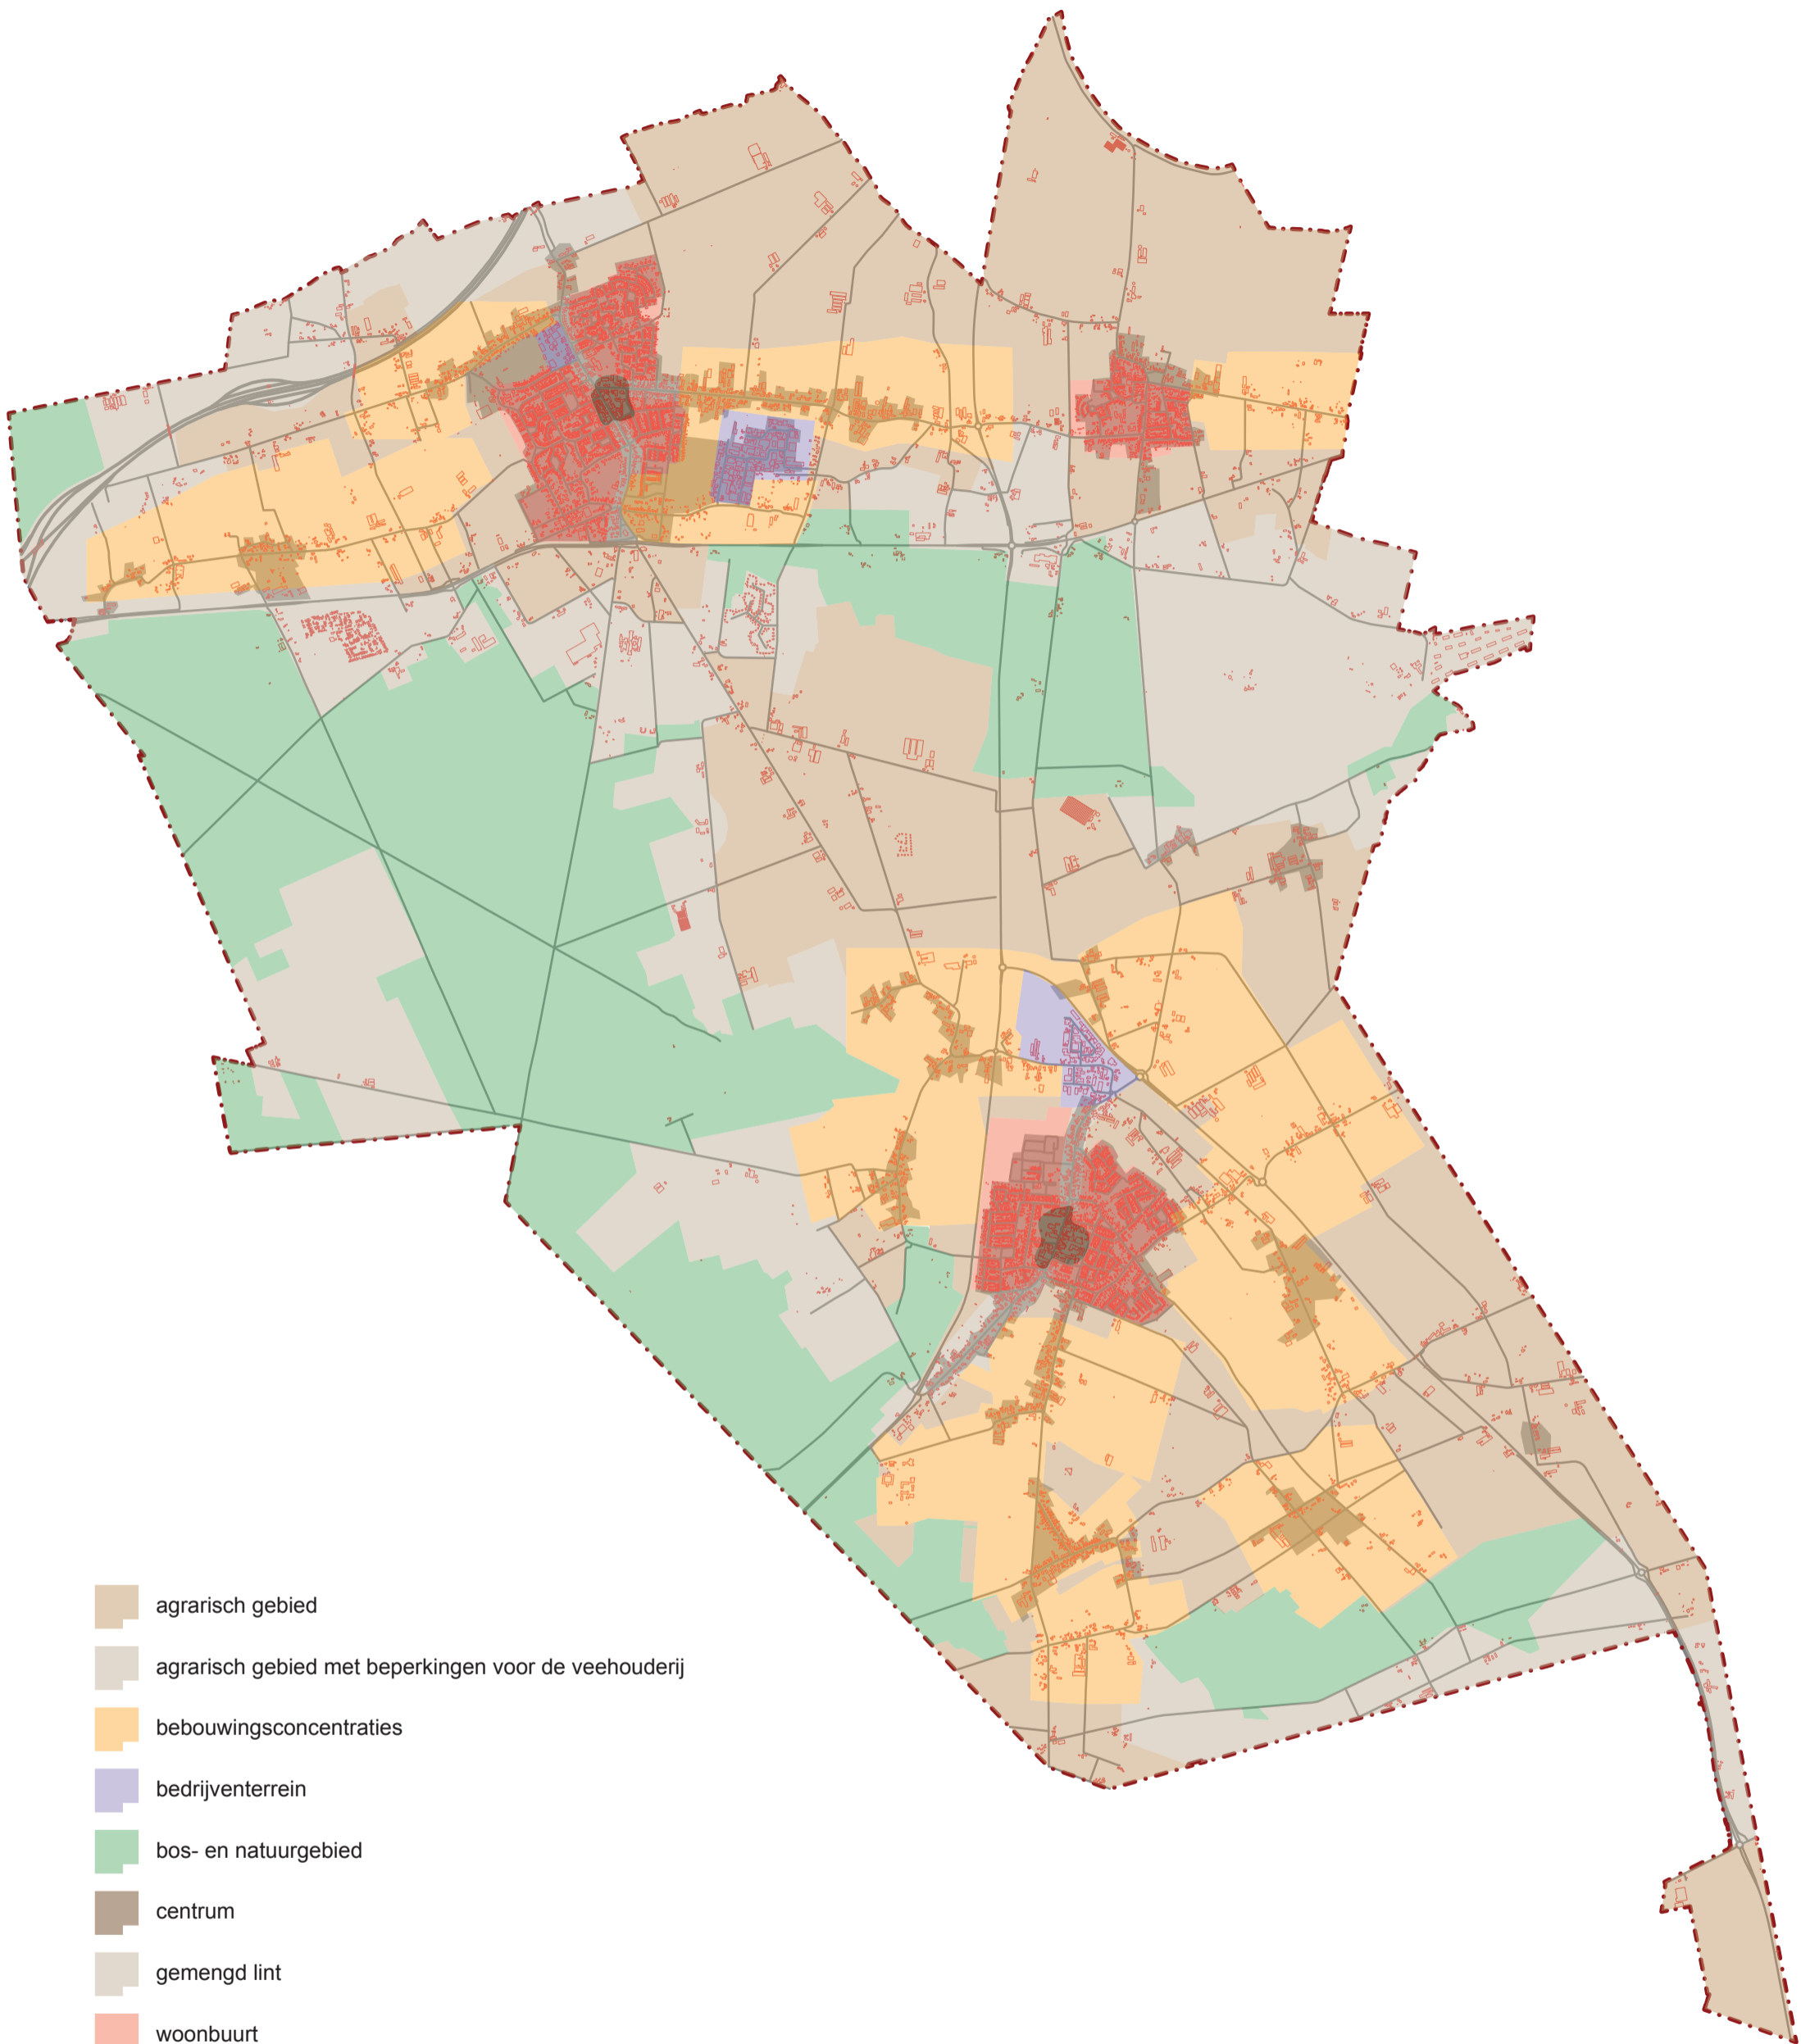 agrarisch gebied
agrarisch gebied met beperkingen voor de veehouderij
bebouwingsconcentraties
bedrijventerrein
bos- en natuurgebied
centrum
gemengd lint
woonbuurt